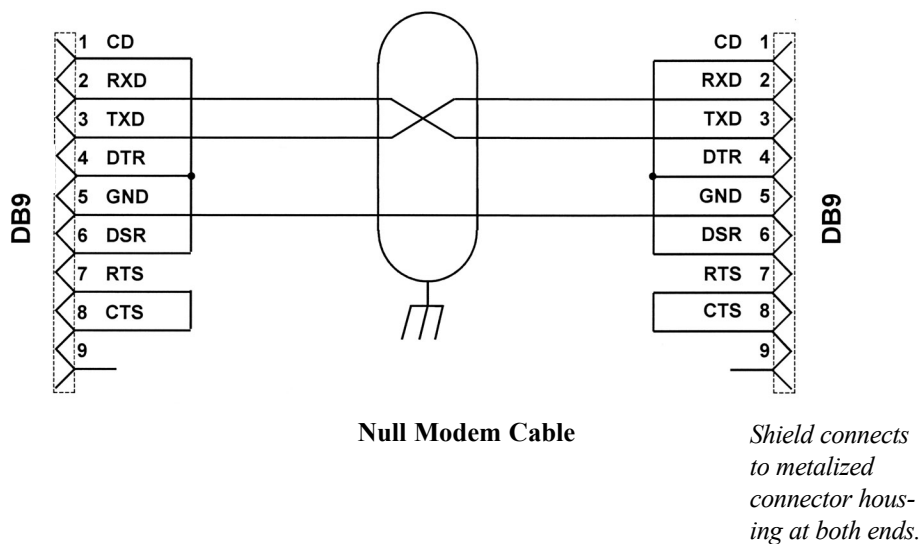 DB9
1 CD
2 RXD
3 TXD
4 DTR
5 GND
6 DSR
7 RTS
8 CTS
9
CD 1
RXD 2
TXD 3
DTR 4
GND 5
DSR 6
RTS 7
CTS 8
9
DB9
Null Modem Cable
Shield connects
to metalized
connector hous-
ing at both ends.